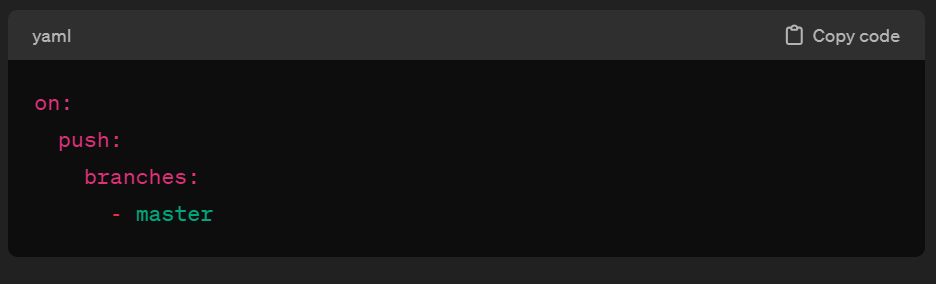 yaml
Copy code
on:
  push:
    branches:
      - master